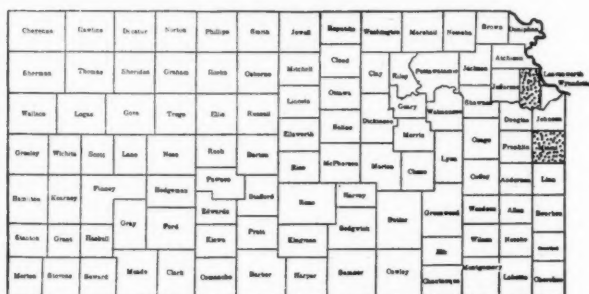 Cheyenne Rawlins Decatur Norton Phillips Smith Jewell Republic Washington Marshall Nemaha Brown Doniphan
Sherman Thomas Sheridan Graham Rooks Osborne Mitchell Cloud Clay Riley Pottawatomie Jackson Atchison
Jefferson Leavenworth
Wyandotte
Wallace Logan Gove Trego Ellis Russell Lincoln Ottawa Geary Wabaunsee Shawnee Douglas Johnson
Ellsworth Saline Dickinson Morris Osage Franklin
Greeley Wichita Scott Lane Ness Rush Barton Rice McPherson Marion Chase Lyon Coffey Anderson Linn
Hamilton Kearney Finney Hodgeman Pawnee Stafford Reno Harvey Butler Greenwood Woodson Allen Bourbon
Edwards Sedgwick
Stanton Grant Haskell Gray Ford Kiowa Pratt Kingman Elk Wilson Neosho
Morton Stevens Seward Meade Clark Comanche Barber Harper Sumner Cowley Chautauqua Montgomery Labette Cherokee